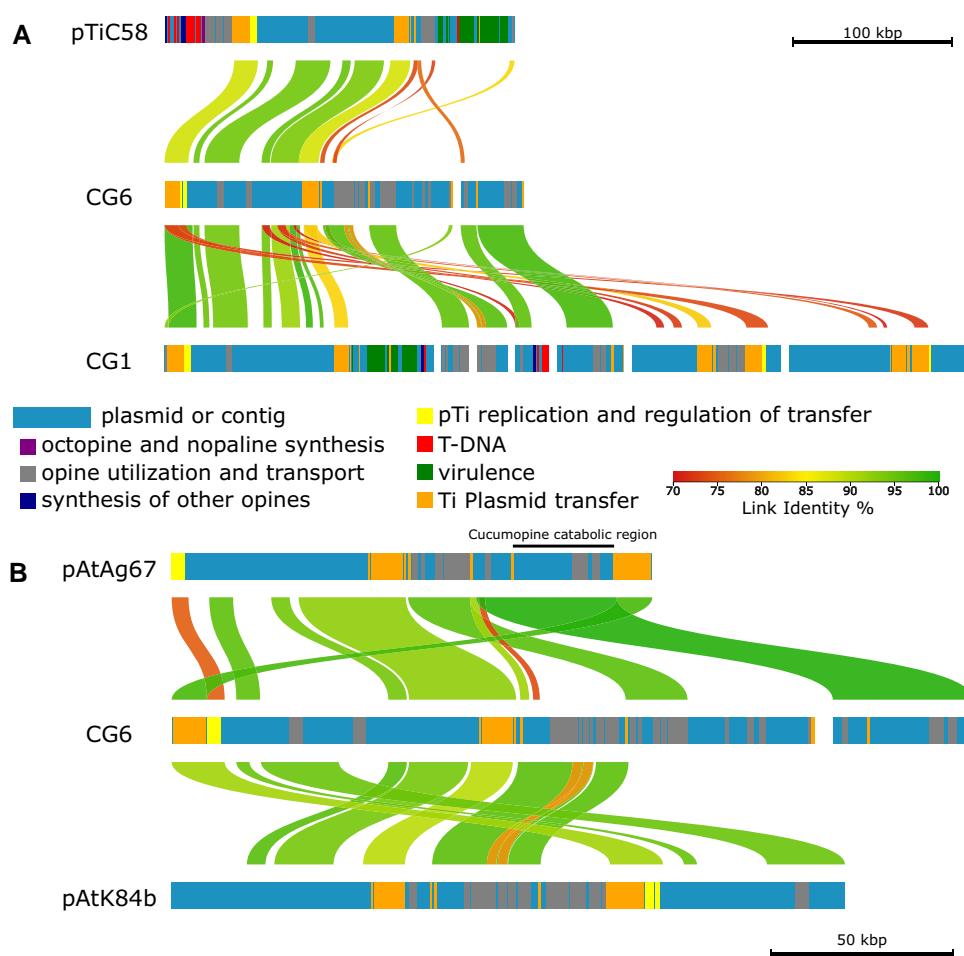 A
pTiC58
100 kbp
CG6
CG1
plasmid or contig
octopine and nopaline synthesis
opine utilization and transport
synthesis of other opines
pTi replication and regulation of transfer
T-DNA
virulence
Ti Plasmid transfer
70 75 80 85 90 95 100
Link Identity %
B
Cucumopine catabolic region
pAtAg67
CG6
pAtK84b
50 kbp